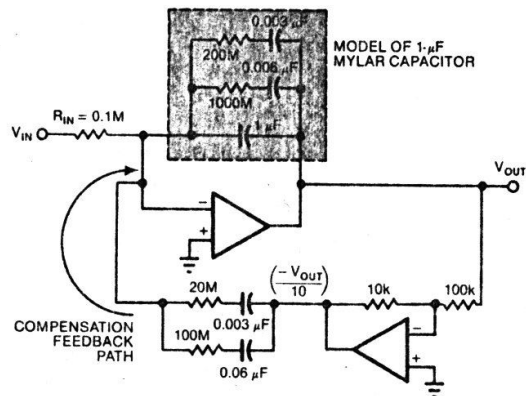 0.003 μF
200M
0.006 μF
1000M
1 μF
MODEL OF 1-μF
MYLAR CAPACITOR
R_IN = 0.1M
V_IN
V_OUT
−
+
(−V_OUT/10)
20M
0.003 μF
100M
0.06 μF
10k
100k
−
+
COMPENSATION
FEEDBACK
PATH